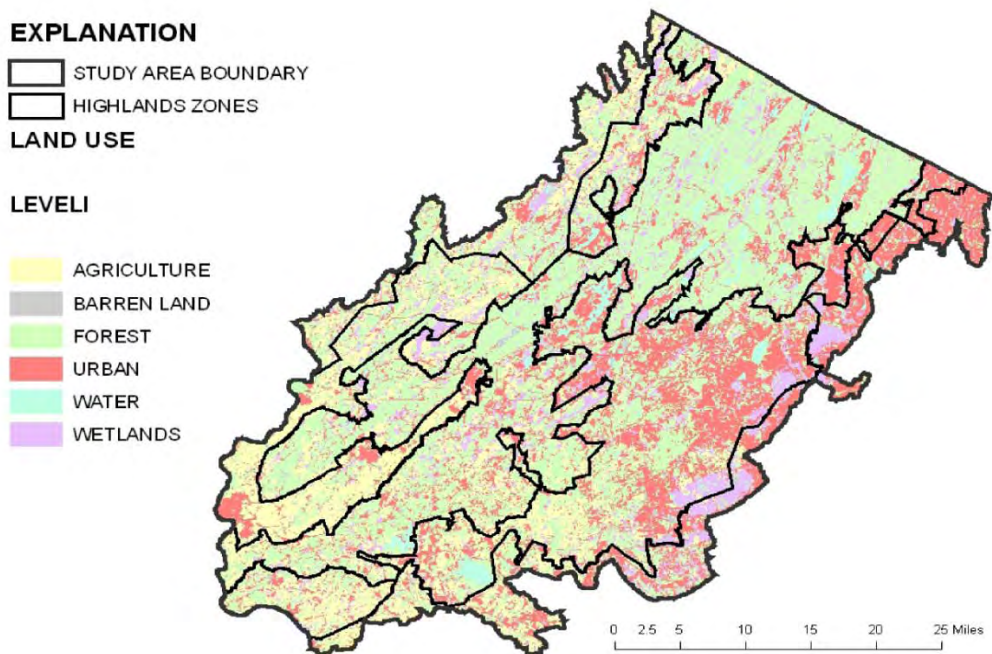 EXPLANATION
STUDY AREA BOUNDARY
HIGHLANDS ZONES
LAND USE
LEVELI
AGRICULTURE
BARREN LAND
FOREST
URBAN
WATER
WETLANDS
0 2.5 5 10 15 20 25 Miles